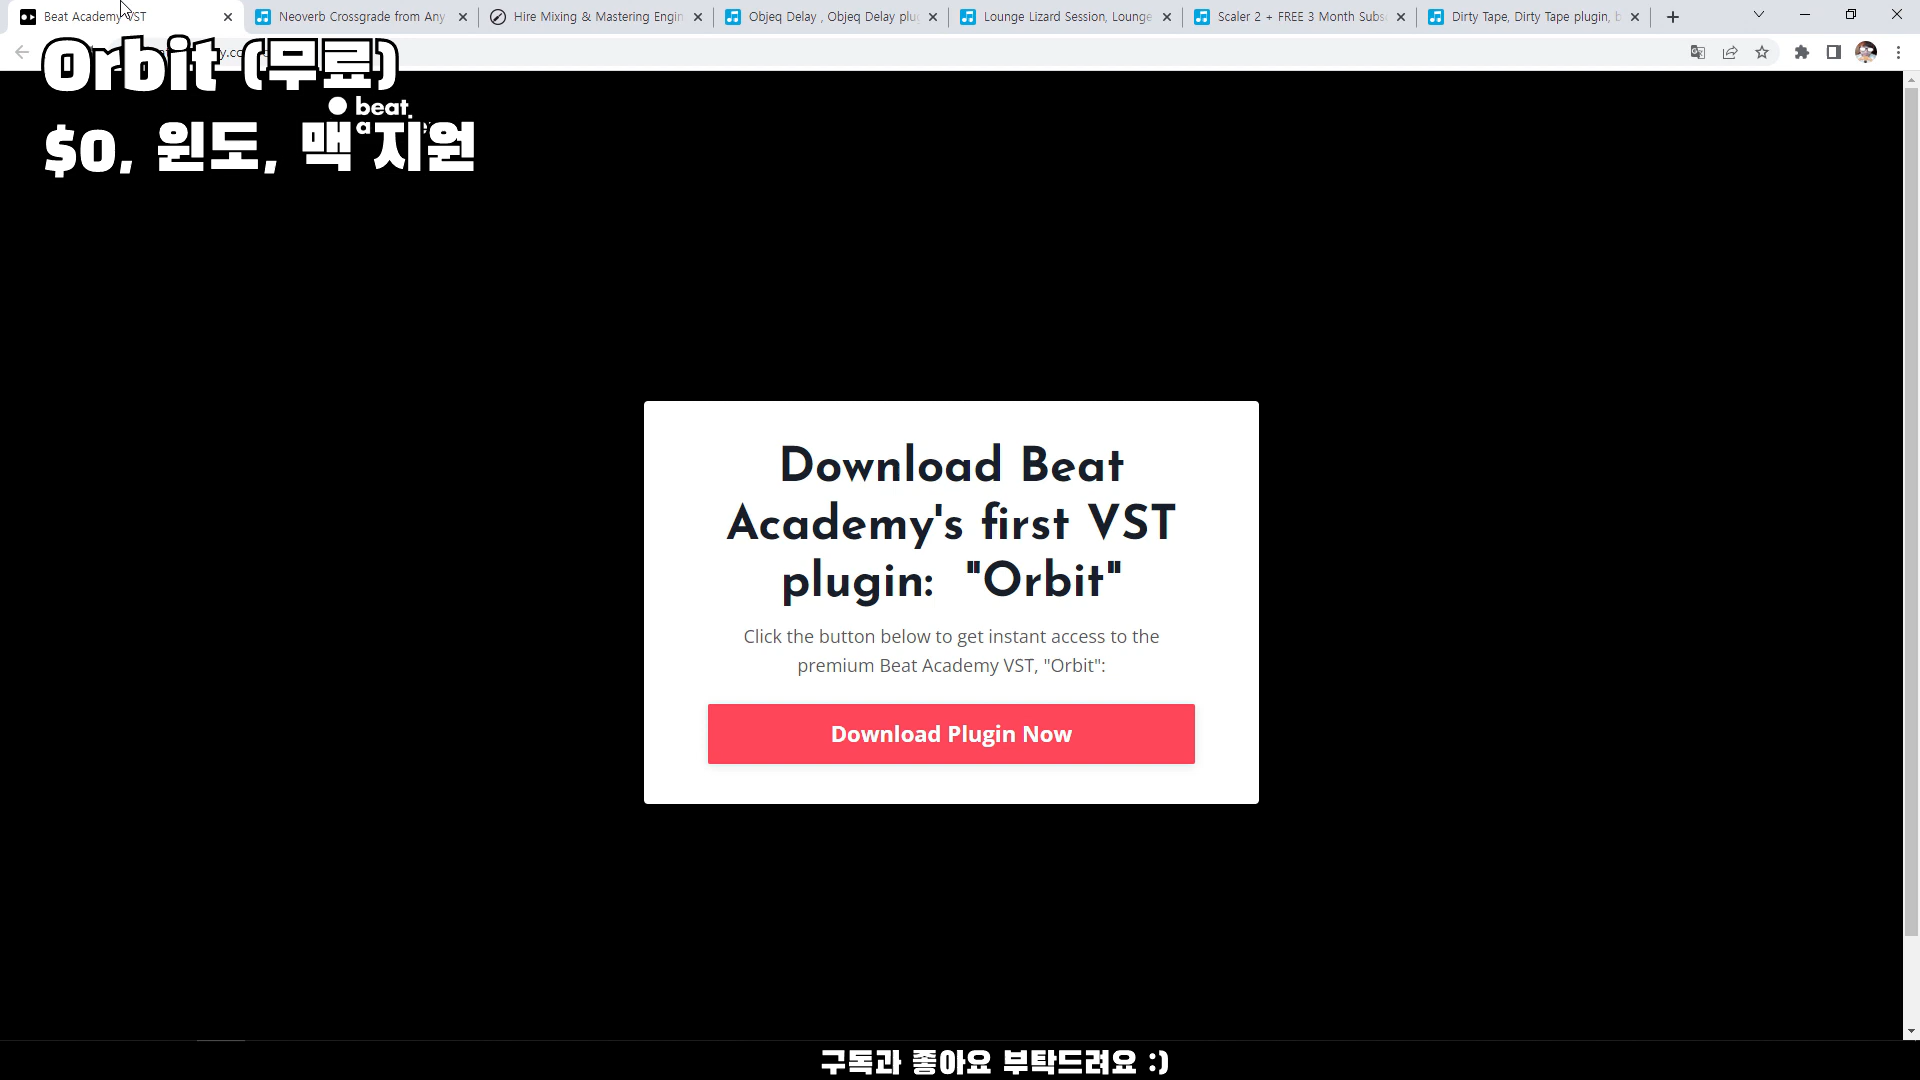 Beat Academy VST
Neoverb Crossgrade from Any
Hire Mixing & Mastering Engin
Objeq Delay , Objeq Delay plu
Lounge Lizard Session, Lounge
Scaler 2 + FREE 3 Month Subs
Dirty Tape, Dirty Tape plugin, b
Orbit (무료)
beat.
$0, 윈도, 맥 지원
Download Beat
Academy's first VST
plugin: "Orbit"
Click the button below to get instant access to the
premium Beat Academy VST, "Orbit":
Download Plugin Now
구독과 좋아요 부탁드려요 :)